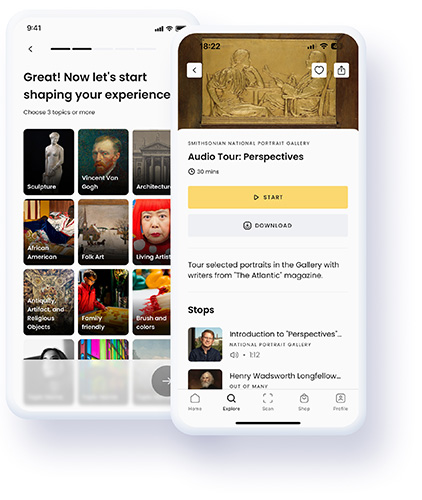 9:41
Great! Now let's start
shaping your experience
Choose 3 topics or more
Sculpture
Vincent Van
Gogh
Architecture
African
American
Folk Art
Living Artist
Antiquity,
Artifact, and
Religious
Objects
Family
friendly
Brush and
colors
18:22
SMITHSONIAN NATIONAL PORTRAIT GALLERY
Audio Tour: Perspectives
30 mins
START
DOWNLOAD
Tour selected portraits in the Gallery with
writers from "The Atlantic" magazine.
Stops
Introduction to "Perspectives"...
NATIONAL PORTRAIT GALLERY
1:12
Henry Wadsworth Longfellow...
OUT OF MANY
Home
Explore
Scan
Shop
Profile